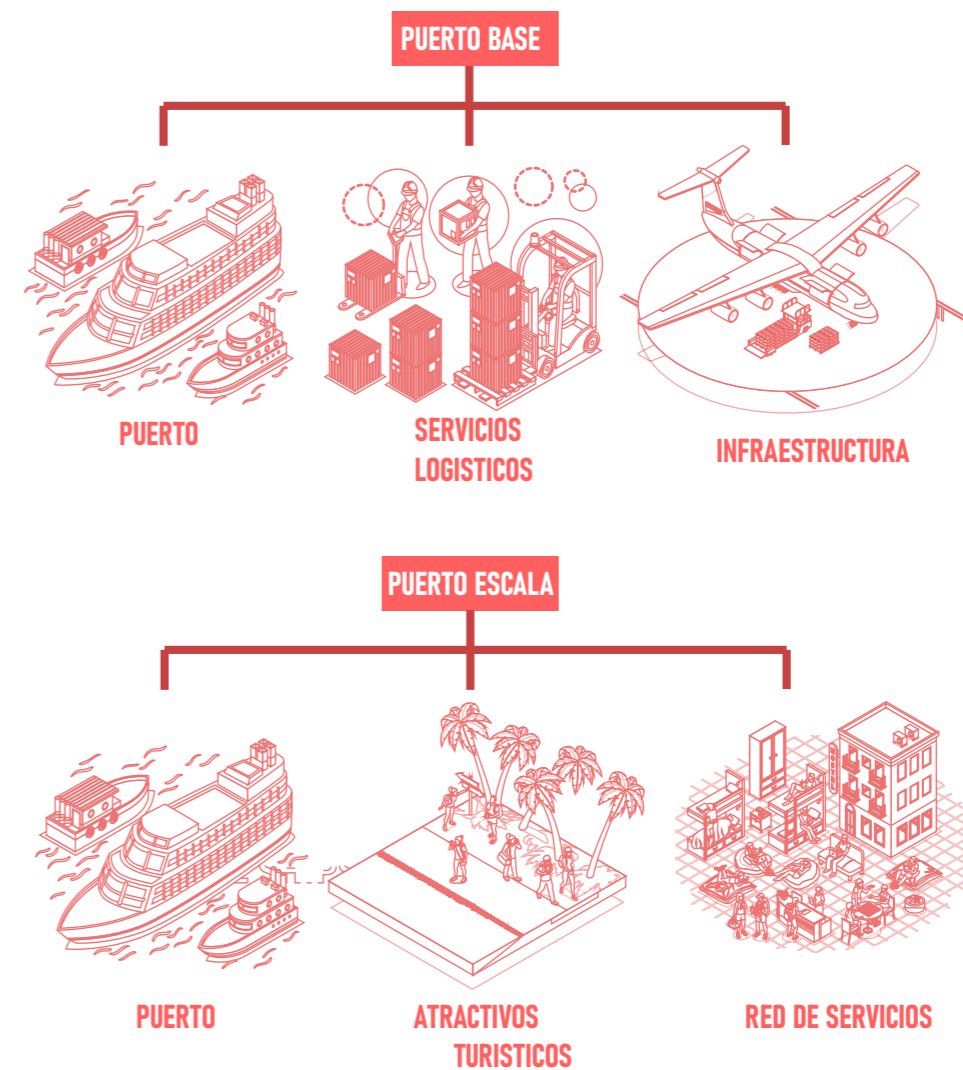 PUERTO BASE
PUERTO
SERVICIOS
LOGISTICOS
INFRAESTRUCTURA
PUERTO ESCALA
PUERTO
ATRACTIVOS
TURISTICOS
RED DE SERVICIOS